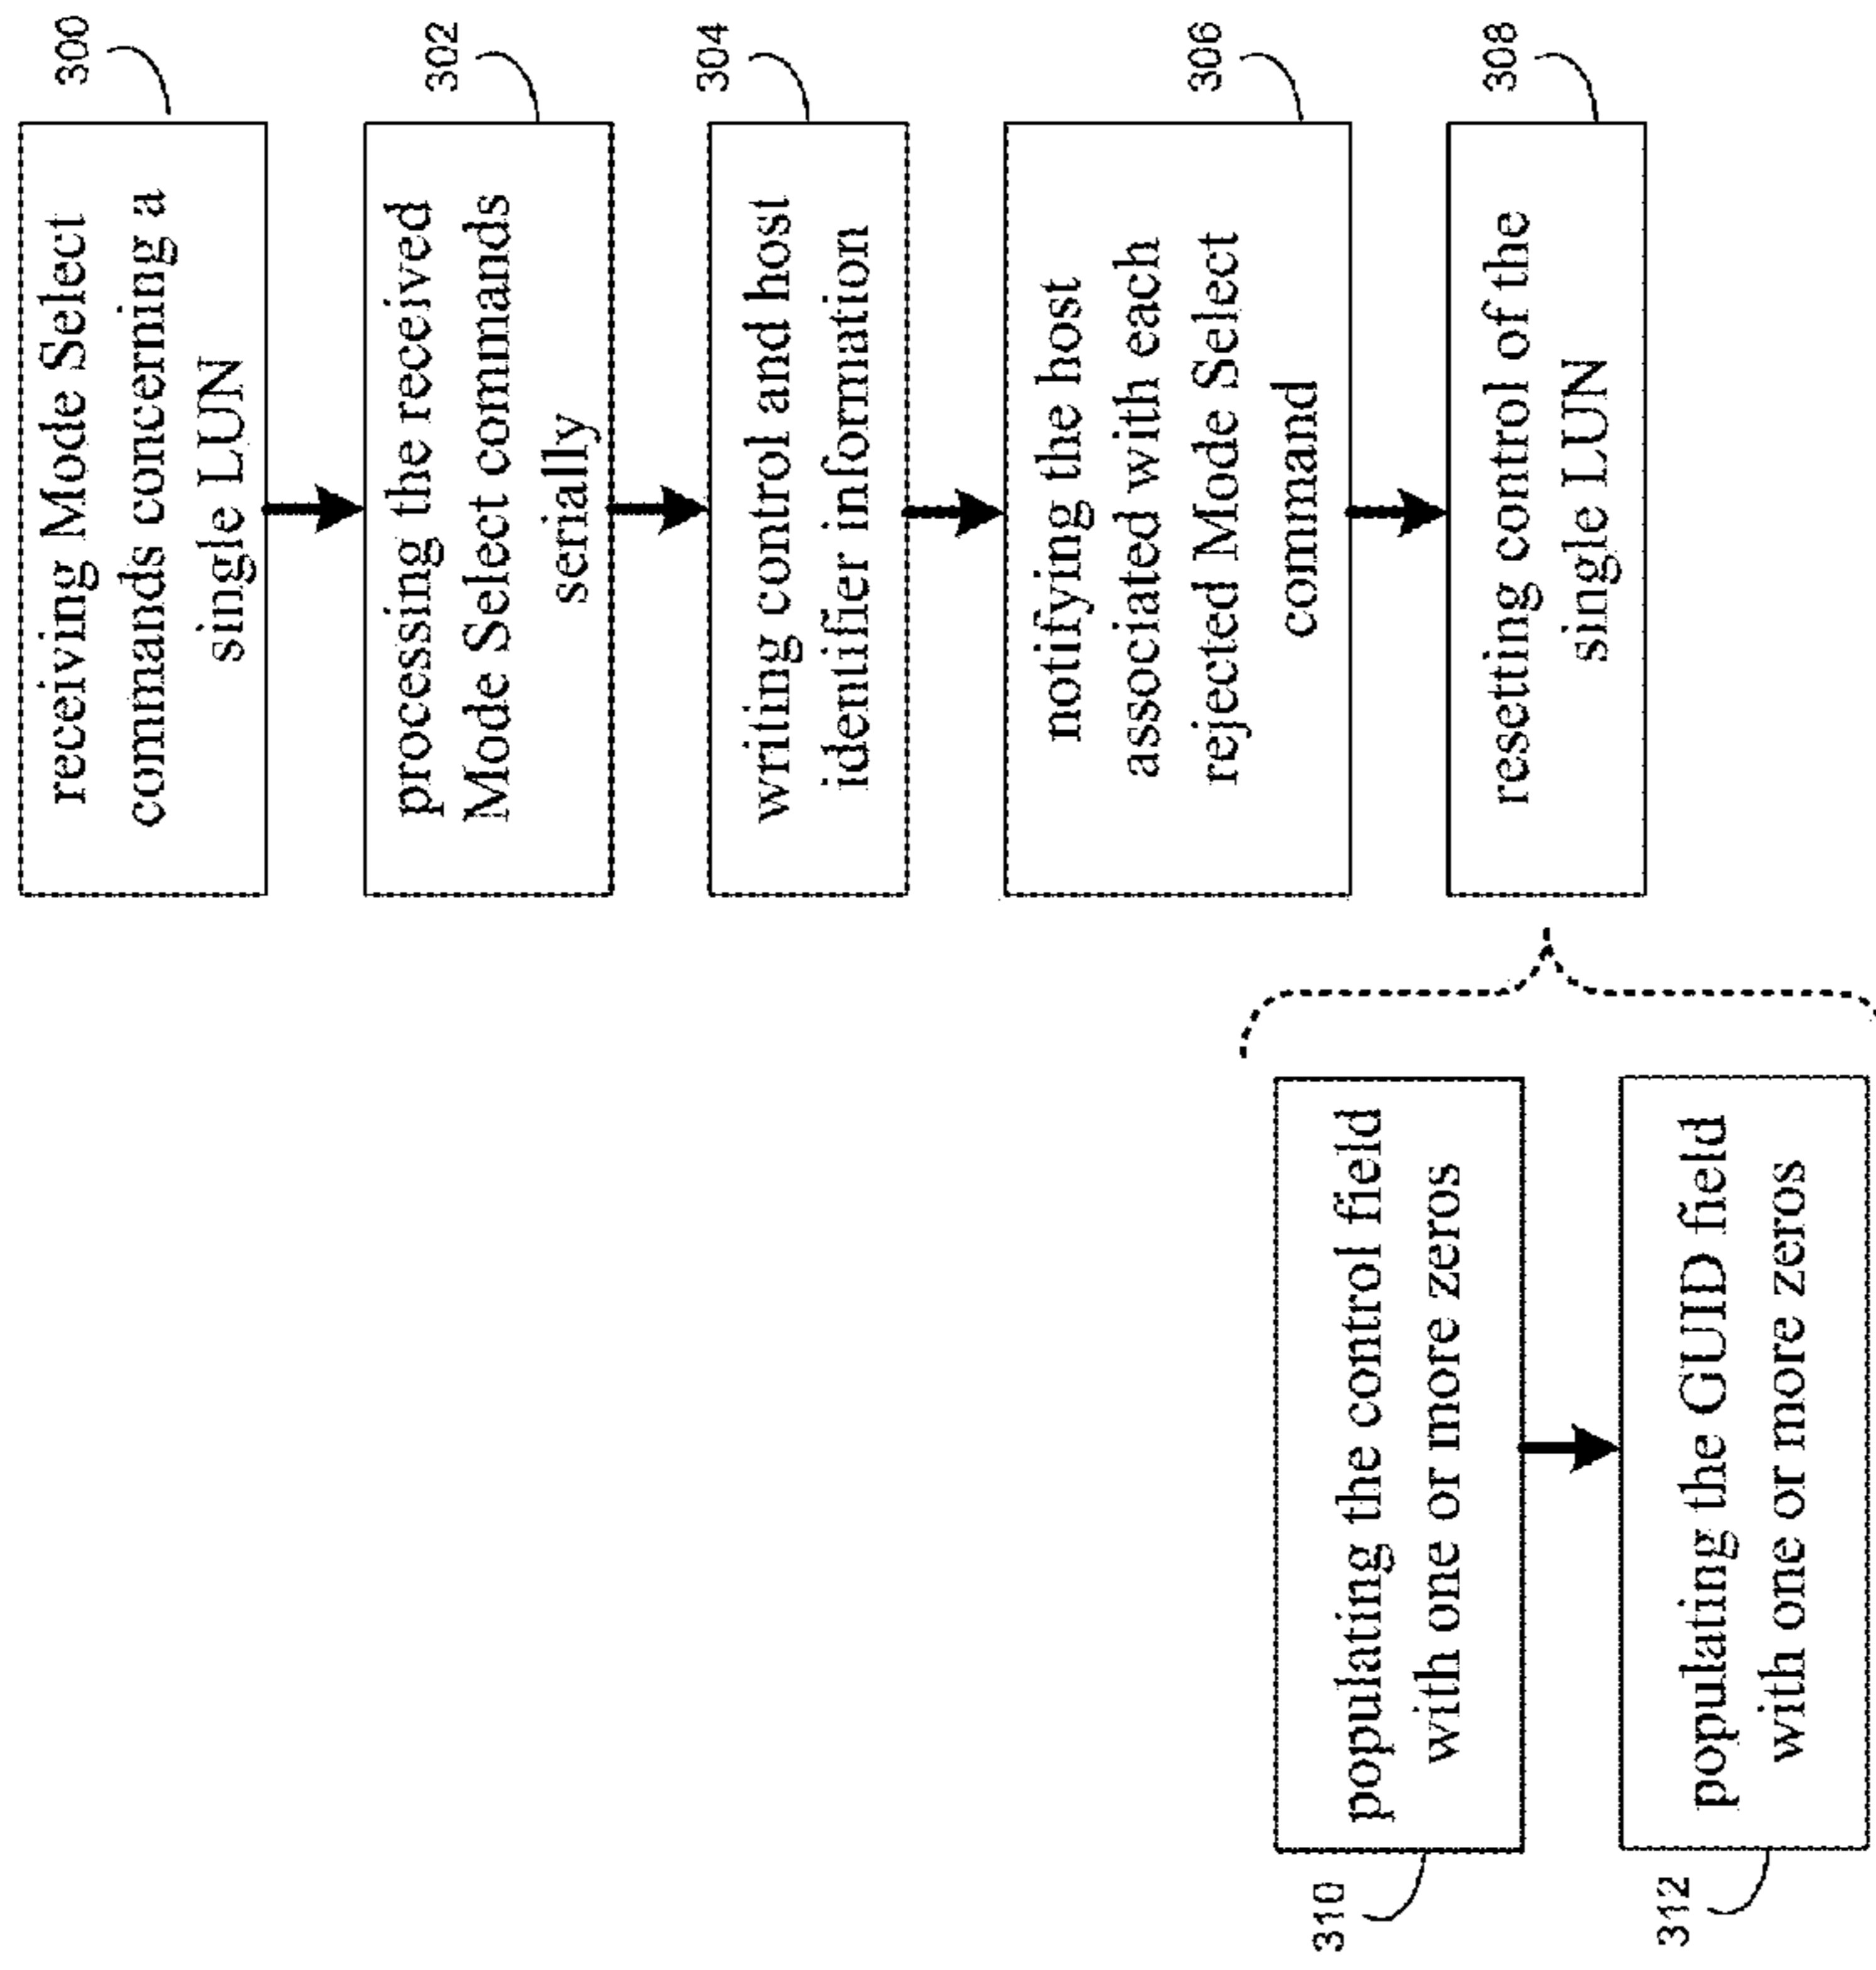 receiving Mode Select
commands concerning a
single LUN
300
processing the received
Mode Select commands
serially
302
writing control and host
identifier information
304
notifying the host
associated with each
rejected Mode Select
command
306
resetting control of the
single LUN
308
populating the control field
with one or more zeros
310
populating the GUID field
with one or more zeros
312